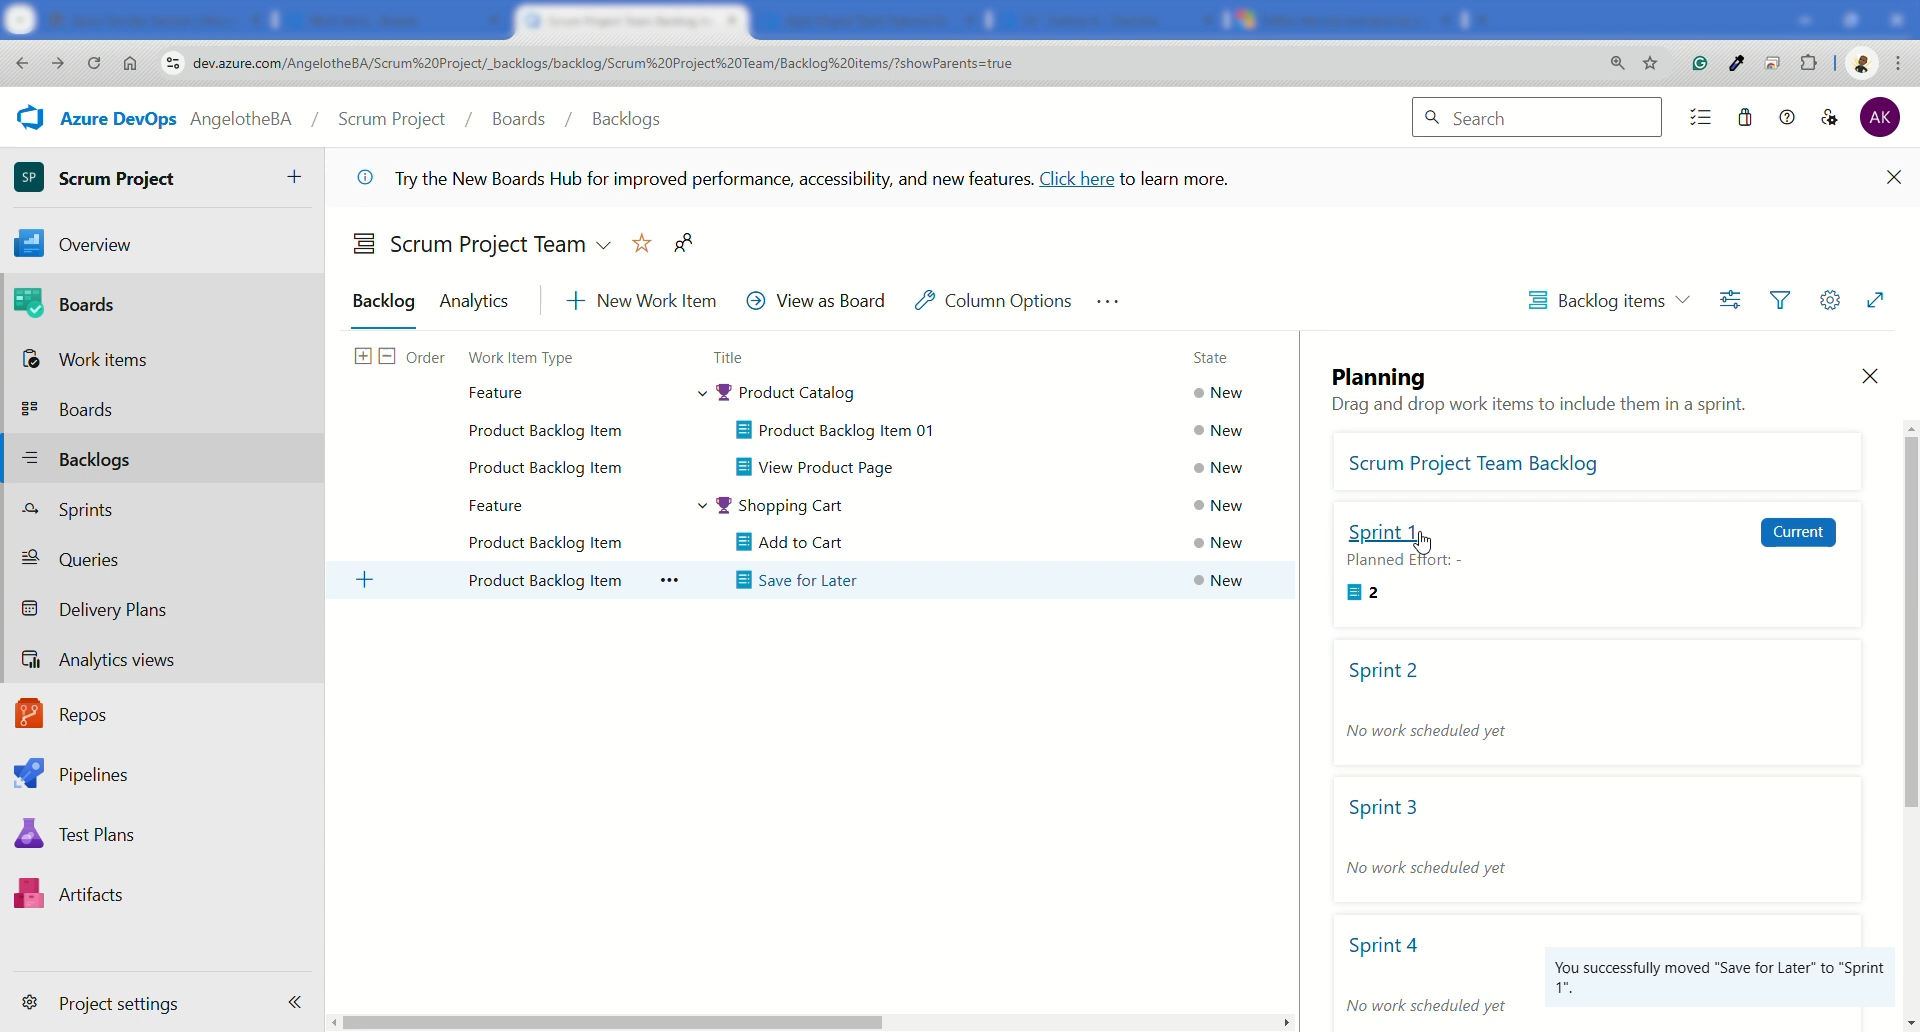 dev.azure.com/AngelotheBA/Scrum%20Project/_backlogs/backlog/Scrum%20Project%20Team/Backlog%20items/?showParents=true
Azure DevOps AngelotheBA / Scrum Project / Boards / Backlogs
Search
AK
SP Scrum Project
Try the New Boards Hub for improved performance, accessibility, and new features. Click here to learn more.
Overview
Boards
Work items
Boards
Backlogs
Sprints
Queries
Delivery Plans
Analytics views
Repos
Pipelines
Test Plans
Artifacts
Project settings
Scrum Project Team
Backlog Analytics New Work Item View as Board Column Options
Backlog items
Order Work Item Type Title State
Feature Product Catalog New
Product Backlog Item Product Backlog Item 01 New
Product Backlog Item View Product Page New
Feature Shopping Cart New
Product Backlog Item Add to Cart New
Product Backlog Item Save for Later New
Planning
Drag and drop work items to include them in a sprint.
Scrum Project Team Backlog
Sprint 1 Current
Planned Effort: -
2
Sprint 2
No work scheduled yet
Sprint 3
No work scheduled yet
Sprint 4
No work scheduled yet
You successfully moved "Save for Later" to "Sprint
1".